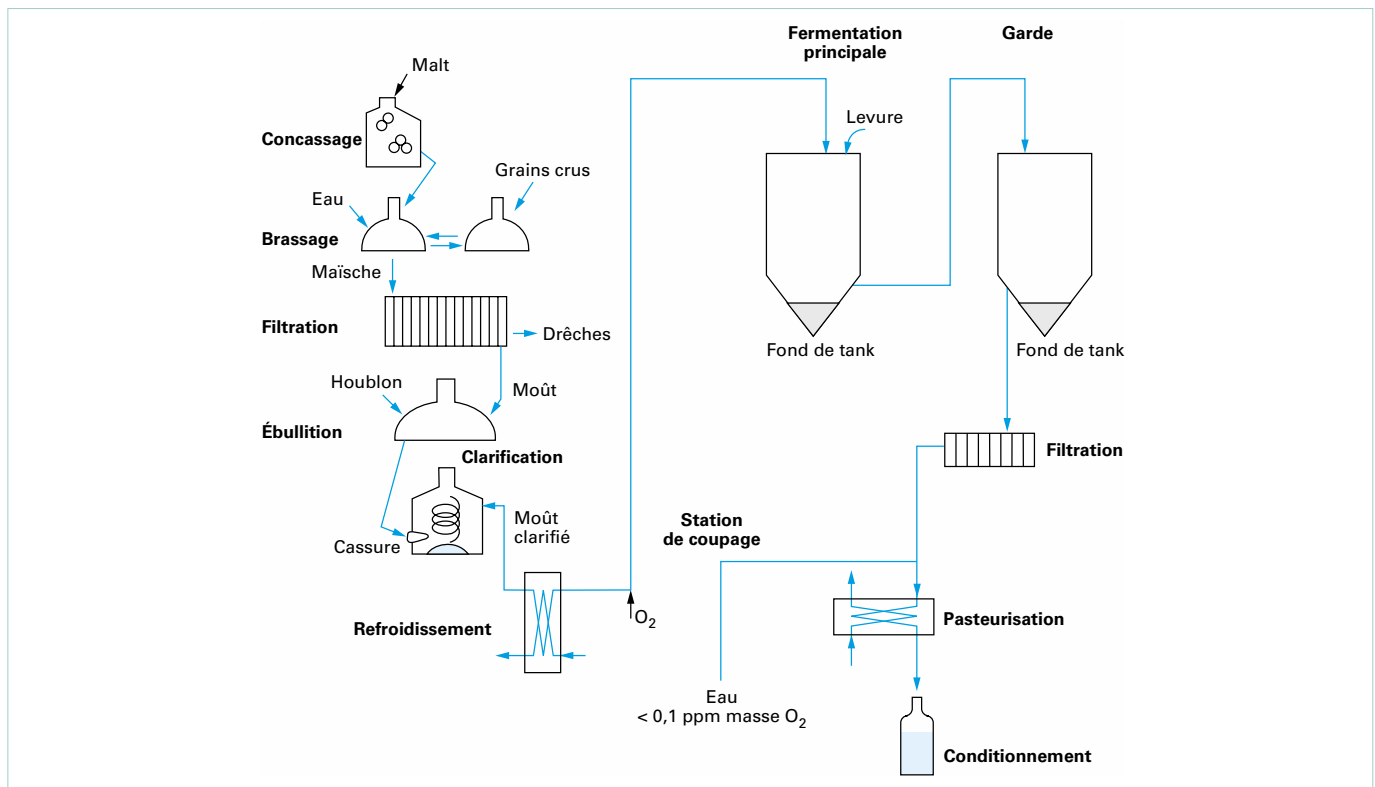 Fermentation
principale
Garde
Malt
Levure
Concassage
Grains crus
Eau
Brassage
Maïsche
Filtration
Drêches
Fond de tank
Fond de tank
Houblon
Moût
Ébullition
Clarification
Filtration
Moût
clarifié
Cassure
Station
de coupage
Refroidissement
O2
Pasteurisation
Eau
< 0,1 ppm masse O2
Conditionnement